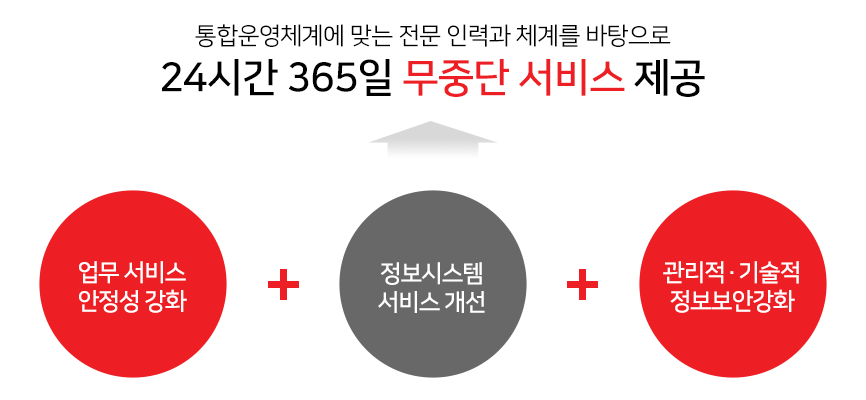 통합운영체계에 맞는 전문 인력과 체계를 바탕으로
24시간 365일 무중단 서비스 제공
업무 서비스
안정성 강화
+
정보시스템
서비스 개선
+
관리적 · 기술적
정보보안강화